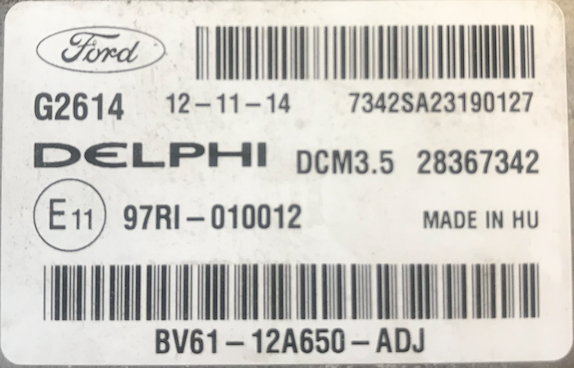 Ford
G2614 12-11-14 7342SA23190127
DELPHI DCM3.5 28367342
E11 97RI-010012 MADE IN HU
BV61-12A650-ADJ